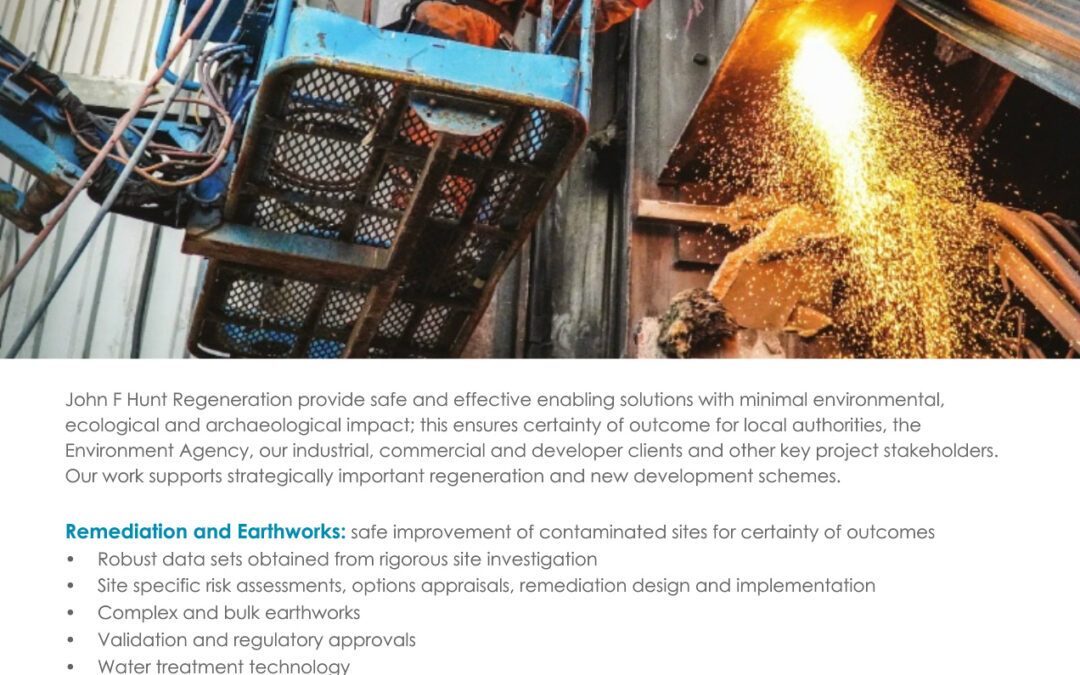 John F Hunt Regeneration provide safe and effective enabling solutions with minimal environmental,
ecological and archaeological impact; this ensures certainty of outcome for local authorities, the
Environment Agency, our industrial, commercial and developer clients and other key project stakeholders.
Our work supports strategically important regeneration and new development schemes.
Remediation and Earthworks: safe improvement of contaminated sites for certainty of outcomes
• Robust data sets obtained from rigorous site investigation
• Site specific risk assessments, options appraisals, remediation design and implementation
• Complex and bulk earthworks
• Validation and regulatory approvals
• Water treatment technology